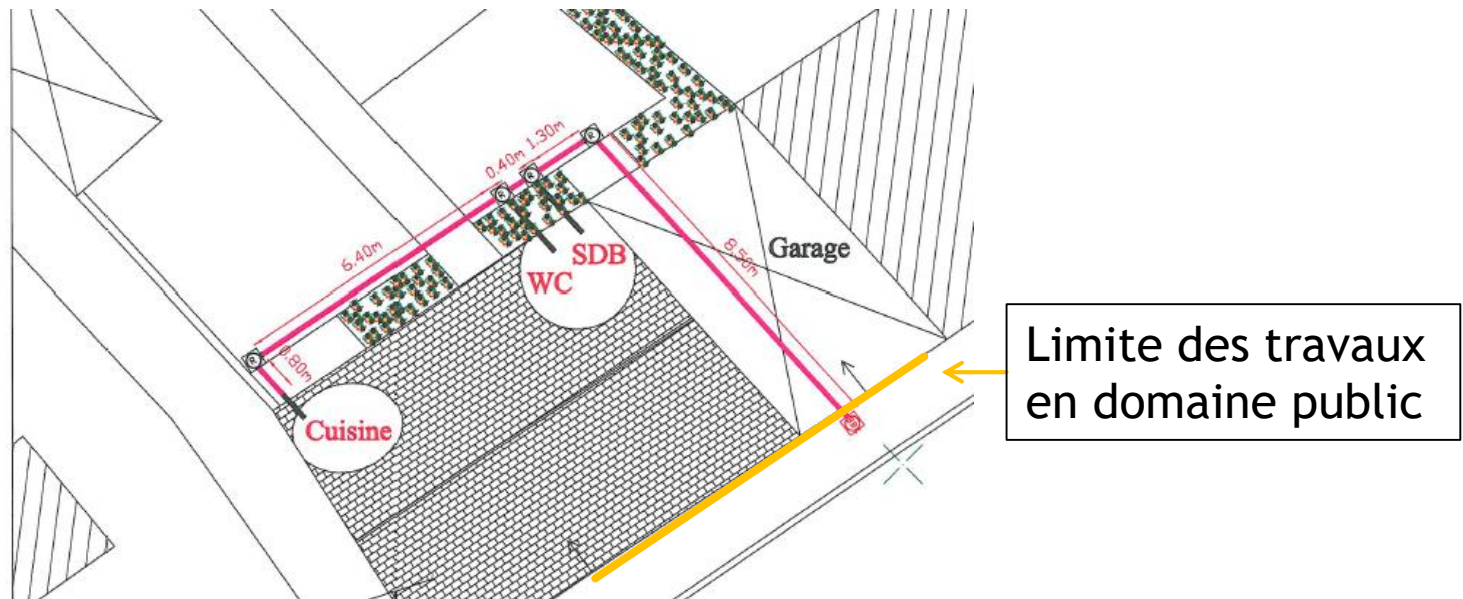 1.30m
0.40m
6.40m
8.50m
0.80m
Garage
SDB
WC
Cuisine
R
R
R
R
Limite des travaux
en domaine public